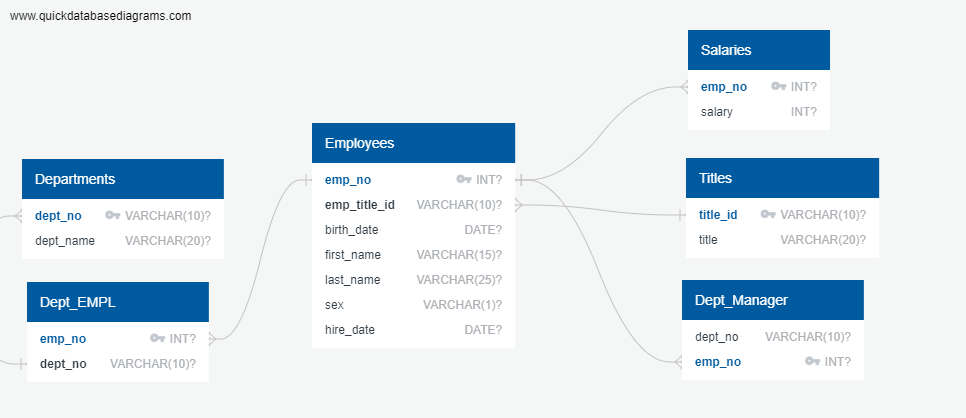 www.quickdatabasediagrams.com
Departments
dept_no VARCHAR(10)?
dept_name VARCHAR(20)?
Dept_EMPL
emp_no INT?
dept_no VARCHAR(10)?
Employees
emp_no INT?
emp_title_id VARCHAR(10)?
birth_date DATE?
first_name VARCHAR(15)?
last_name VARCHAR(25)?
sex VARCHAR(1)?
hire_date DATE?
Salaries
emp_no INT?
salary INT?
Titles
title_id VARCHAR(10)?
title VARCHAR(20)?
Dept_Manager
dept_no VARCHAR(10)?
emp_no INT?